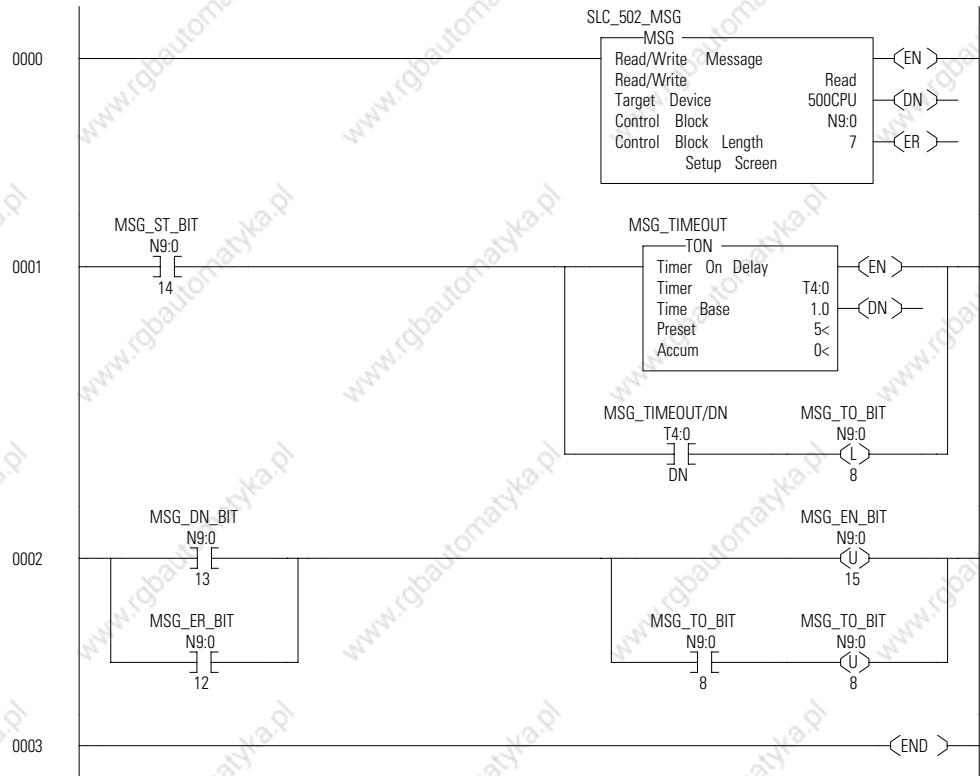 SLC_502_MSG
MSG
0000
Read/Write Message
Read/Write Read
Target Device 500CPU
Control Block N9:0
Control Block Length 7
Setup Screen
EN
DN
ER
MSG_ST_BIT
N9:0
0001
14
MSG_TIMEOUT
TON
Timer On Delay
Timer T4:0
Time Base 1.0
Preset 5<
Accum 0<
EN
DN
MSG_TIMEOUT/DN
T4:0
DN
MSG_TO_BIT
N9:0
L
8
MSG_DN_BIT
N9:0
0002
13
MSG_EN_BIT
N9:0
U
15
MSG_ER_BIT
N9:0
12
MSG_TO_BIT
N9:0
8
MSG_TO_BIT
N9:0
U
8
0003
END
www.rgbautomatyka.pl